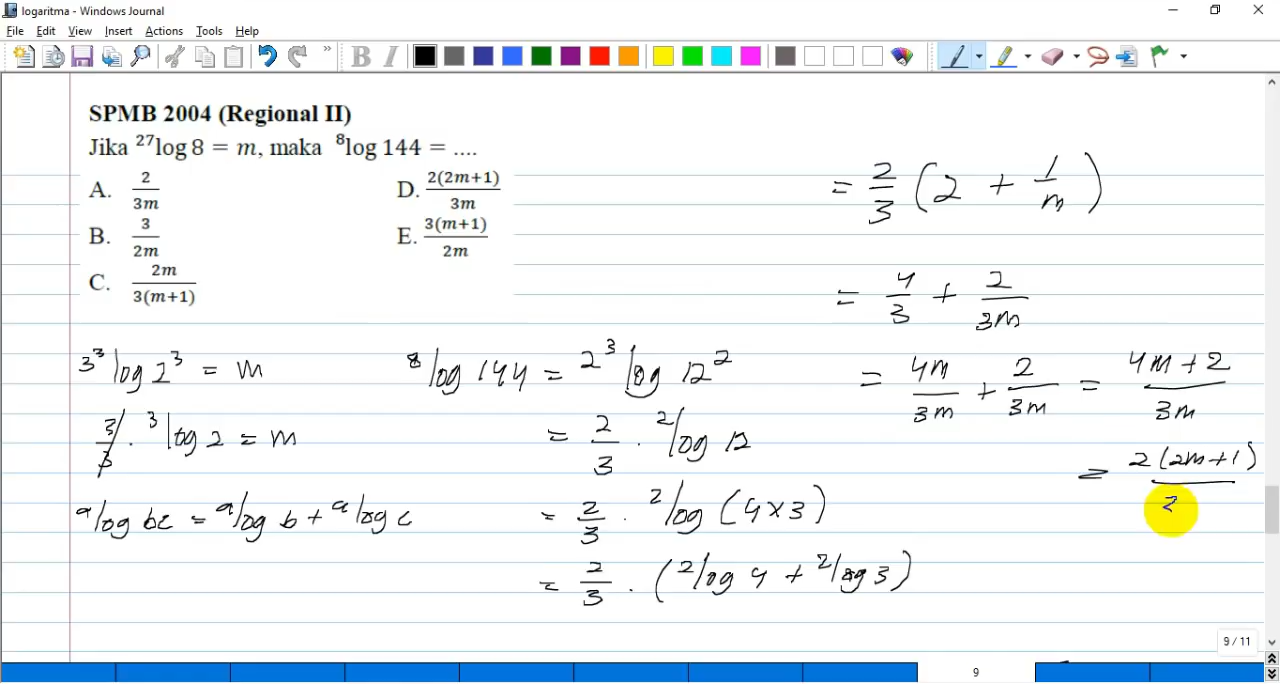 logaritma - Windows Journal
File Edit View Insert Actions Tools Help
SPMB 2004 (Regional II)
Jika ²⁷log 8 = m, maka ⁸log 144 = ....
A. 2/3m
B. 3/2m
C. 2m/3(m+1)
D. 2(2m+1)/3m
E. 3(m+1)/2m
3³ log 2³ = m
3/3 · ³log 2 = m
ᵃlog bc = ᵃlog b + ᵃlog c
⁸log 144 = 2³ log 12²
= 2/3 · ²log 12
= 2/3 · ²log (4 × 3)
= 2/3 · (²log 4 + ²log 3)
= 2/3 (2 + 1/m)
= 4/3 + 2/3m
= 4m/3m + 2/3m = 4m + 2/3m
= 2(2m+1)/
9 / 11
9